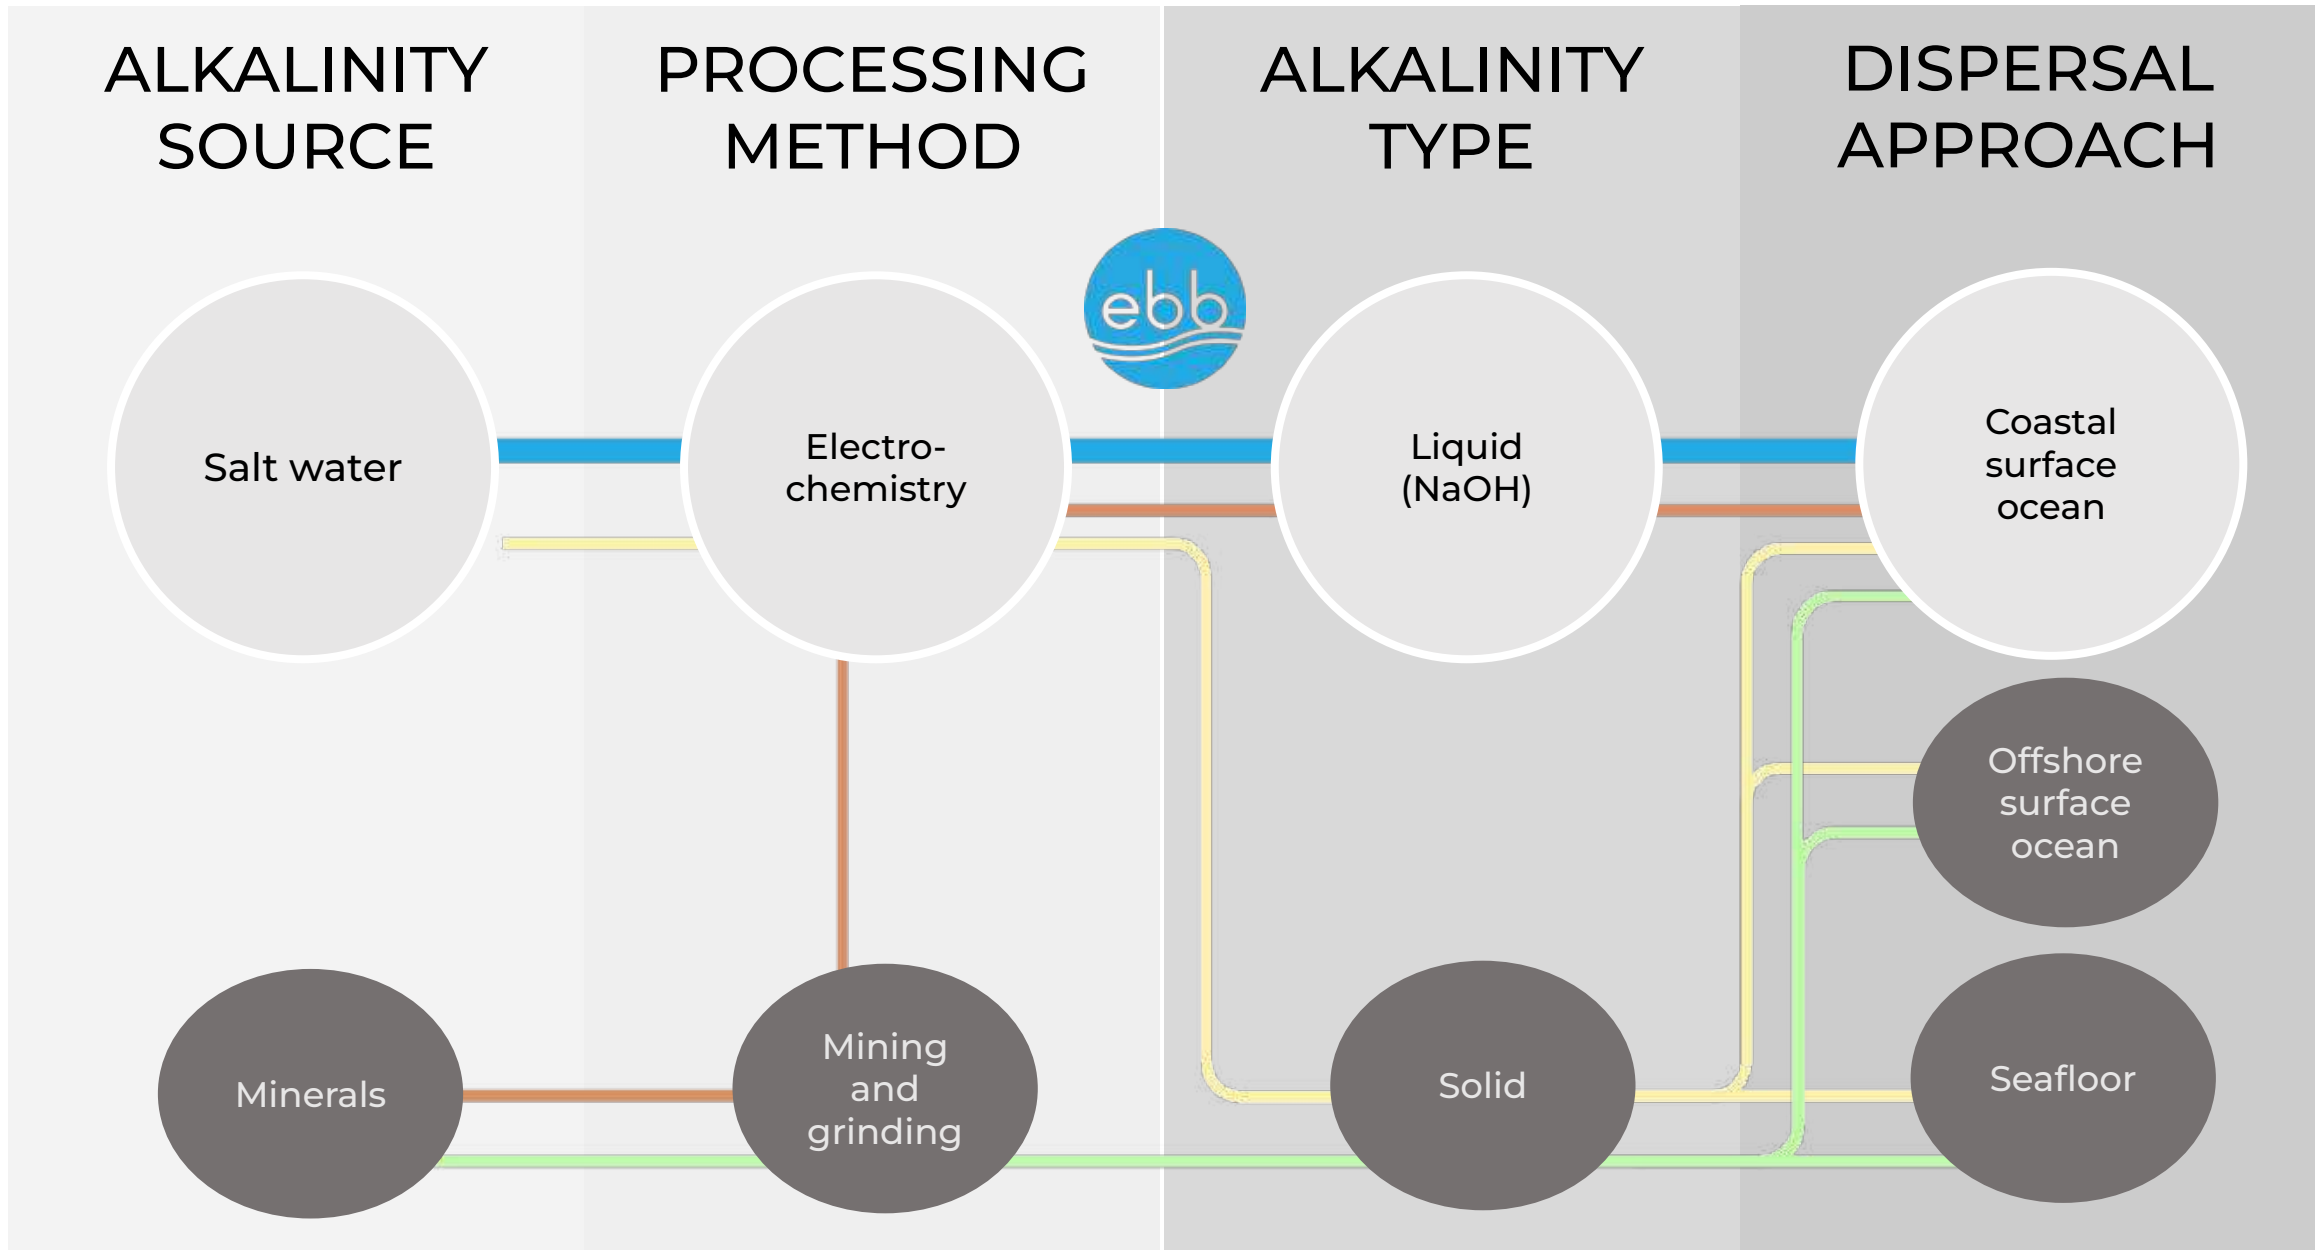 ALKALINITY
SOURCE
PROCESSING
METHOD
ALKALINITY
TYPE
DISPERSAL
APPROACH
ebb
Salt water
Electro-
chemistry
Liquid
(NaOH)
Coastal
surface
ocean
Offshore
surface
ocean
Minerals
Mining
and
grinding
Solid
Seafloor